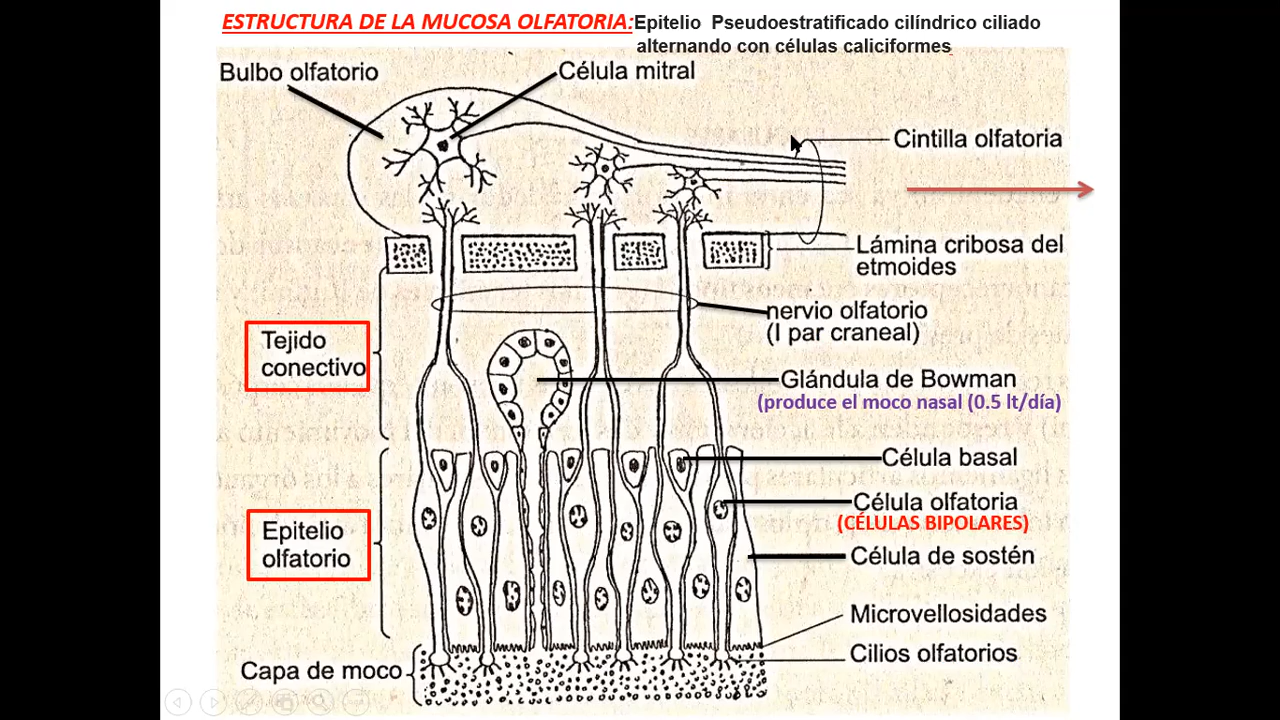 ESTRUCTURA DE LA MUCOSA OLFATORIA:Epitelio Pseudoestratificado cilíndrico ciliado
alternando con células caliciformes
Bulbo olfatorio
Célula mitral
Cintilla olfatoria
Lámina cribosa del
etmoides
nervio olfatorio
(I par craneal)
Tejido
conectivo
Glándula de Bowman
(produce el moco nasal (0.5 lt/día)
Célula basal
Célula olfatoria
(CÉLULAS BIPOLARES)
Epitelio
olfatorio
Célula de sostén
Microvellosidades
Cilios olfatorios
Capa de moco